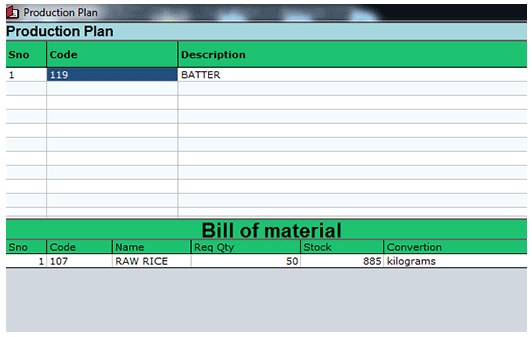 Production Plan
Production Plan
Sno Code Description
1 119 BATTER
Bill of material
Sno Code Name Req Qty Stock Convertion
1 107 RAW RICE 50 885 kilograms